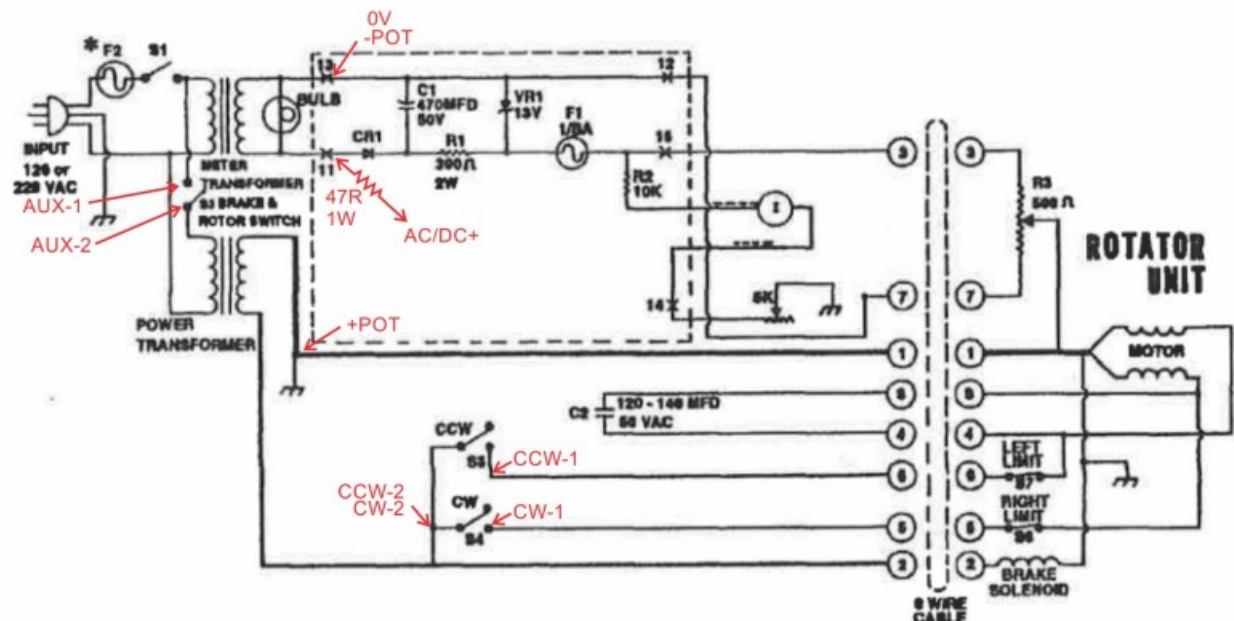 0V
-POT
* F2
S1
13
12
BULB
C1
470MFD
50V
VR1
13V
F1
1/8A
CR1
R1
300Ω
2W
15
3
3
INPUT
120 or
220 VAC
METER
TRANSFORMER
11
R2
10K
R3
500 Ω
AUX-1
S3 BRAKE &
ROTOR SWITCH
47R
1W
AC/DC+
I
AUX-2
ROTATOR
UNIT
14
5K
7
7
POWER
TRANSFORMER
+POT
1
1
MOTOR
C2
120 - 140 MFD
50 VAC
8
8
4
4
CCW
S5
CCW-1
LEFT
LIMIT
S7
6
6
CCW-2
CW-2
CW
S4
CW-1
RIGHT
LIMIT
S6
5
5
2
2
BRAKE
SOLENOID
8 WIRE
CABLE